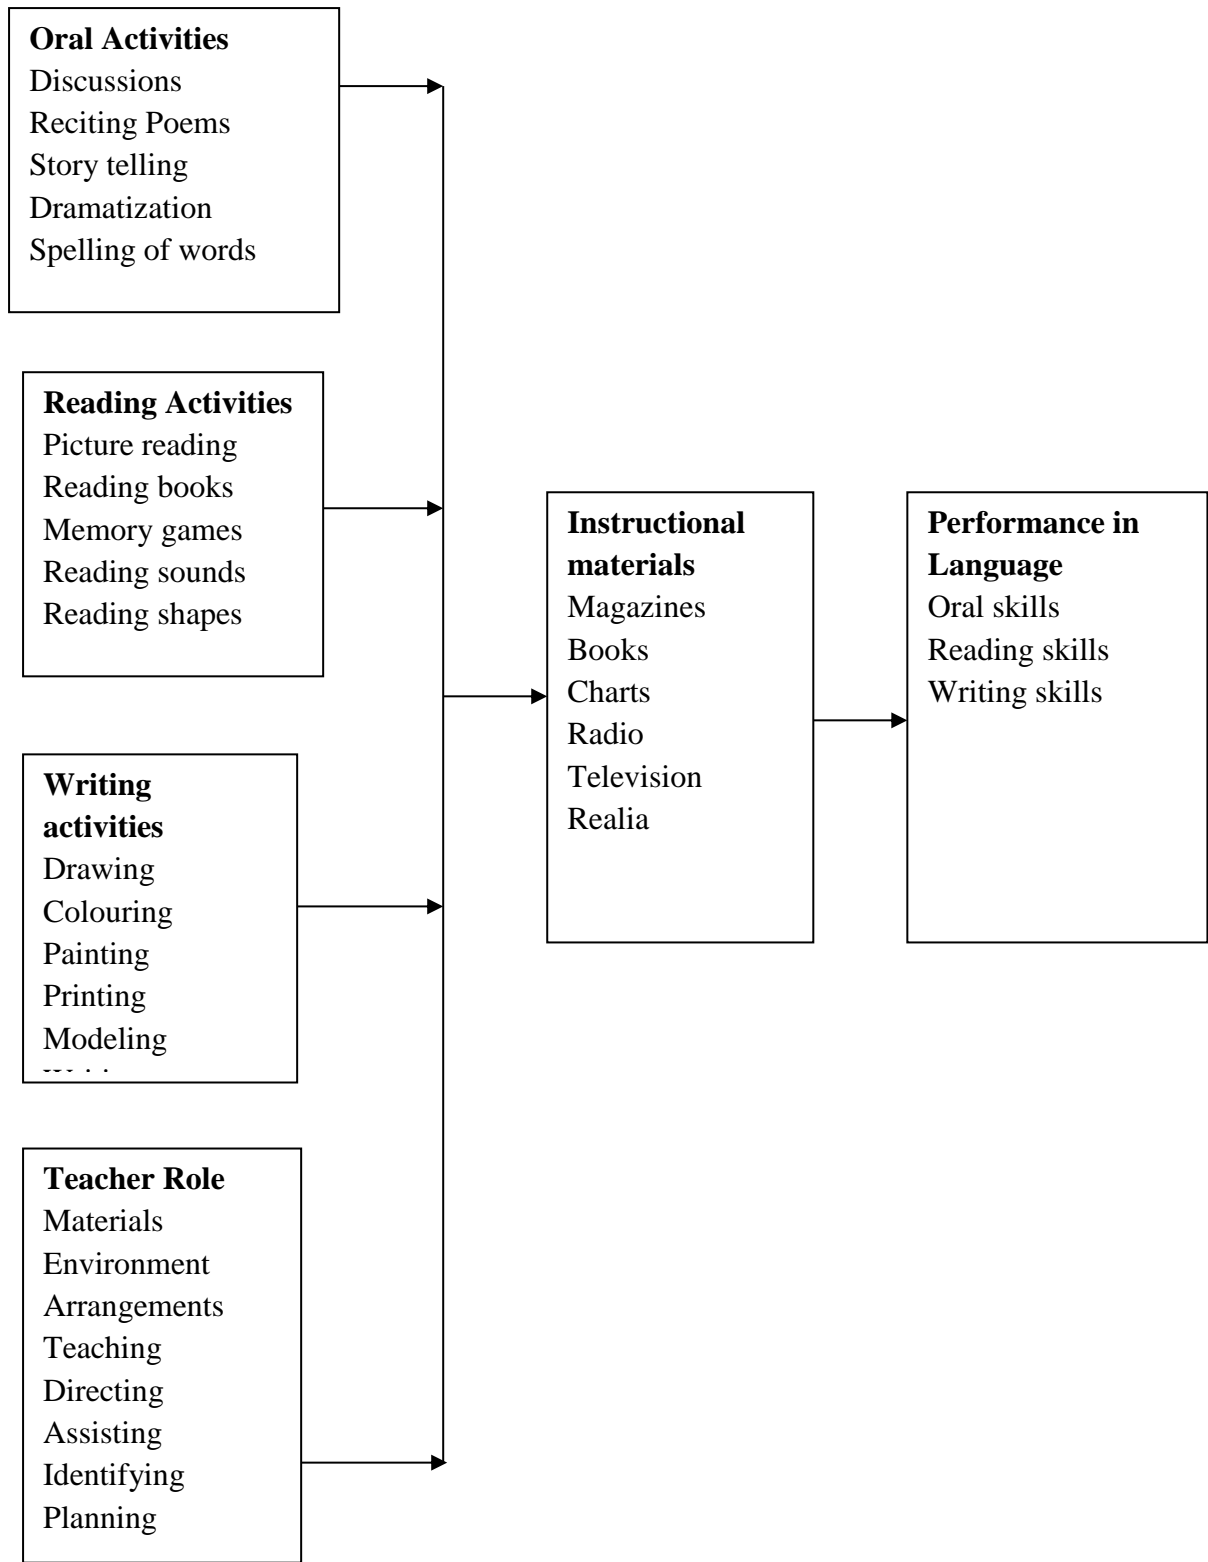 Oral Activities
Discussions
Reciting Poems
Story telling
Dramatization
Spelling of words
Reading Activities
Picture reading
Reading books
Memory games
Reading sounds
Reading shapes
Writing
activities
Drawing
Colouring
Painting
Printing
Modeling
Teacher Role
Materials
Environment
Arrangements
Teaching
Directing
Assisting
Identifying
Planning
Instructional
materials
Magazines
Books
Charts
Radio
Television
Realia
Performance in
Language
Oral skills
Reading skills
Writing skills